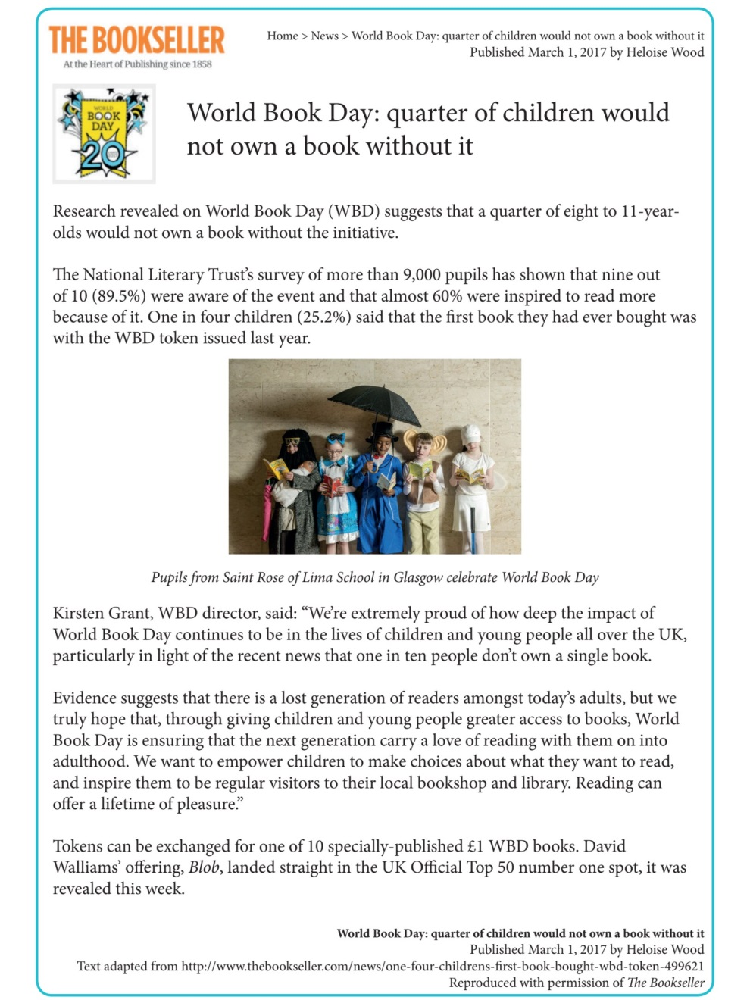 THE BOOKSELLER
At the Heart of Publishing since 1858
Home > News > World Book Day: quarter of children would not own a book without it
Published March 1, 2017 by Heloise Wood
WORLD
BOOK
DAY
20
World Book Day: quarter of children would
not own a book without it
Research revealed on World Book Day (WBD) suggests that a quarter of eight to 11-year-
olds would not own a book without the initiative.
The National Literary Trust’s survey of more than 9,000 pupils has shown that nine out
of 10 (89.5%) were aware of the event and that almost 60% were inspired to read more
because of it. One in four children (25.2%) said that the first book they had ever bought was
with the WBD token issued last year.
Pupils from Saint Rose of Lima School in Glasgow celebrate World Book Day
Kirsten Grant, WBD director, said: “We’re extremely proud of how deep the impact of
World Book Day continues to be in the lives of children and young people all over the UK,
particularly in light of the recent news that one in ten people don’t own a single book.
Evidence suggests that there is a lost generation of readers amongst today’s adults, but we
truly hope that, through giving children and young people greater access to books, World
Book Day is ensuring that the next generation carry a love of reading with them on into
adulthood. We want to empower children to make choices about what they want to read,
and inspire them to be regular visitors to their local bookshop and library. Reading can
offer a lifetime of pleasure.”
Tokens can be exchanged for one of 10 specially-published £1 WBD books. David
Walliams’ offering, Blob, landed straight in the UK Official Top 50 number one spot, it was
revealed this week.
World Book Day: quarter of children would not own a book without it
Published March 1, 2017 by Heloise Wood
Text adapted from http://www.thebookseller.com/news/one-four-childrens-first-book-bought-wbd-token-499621
Reproduced with permission of The Bookseller